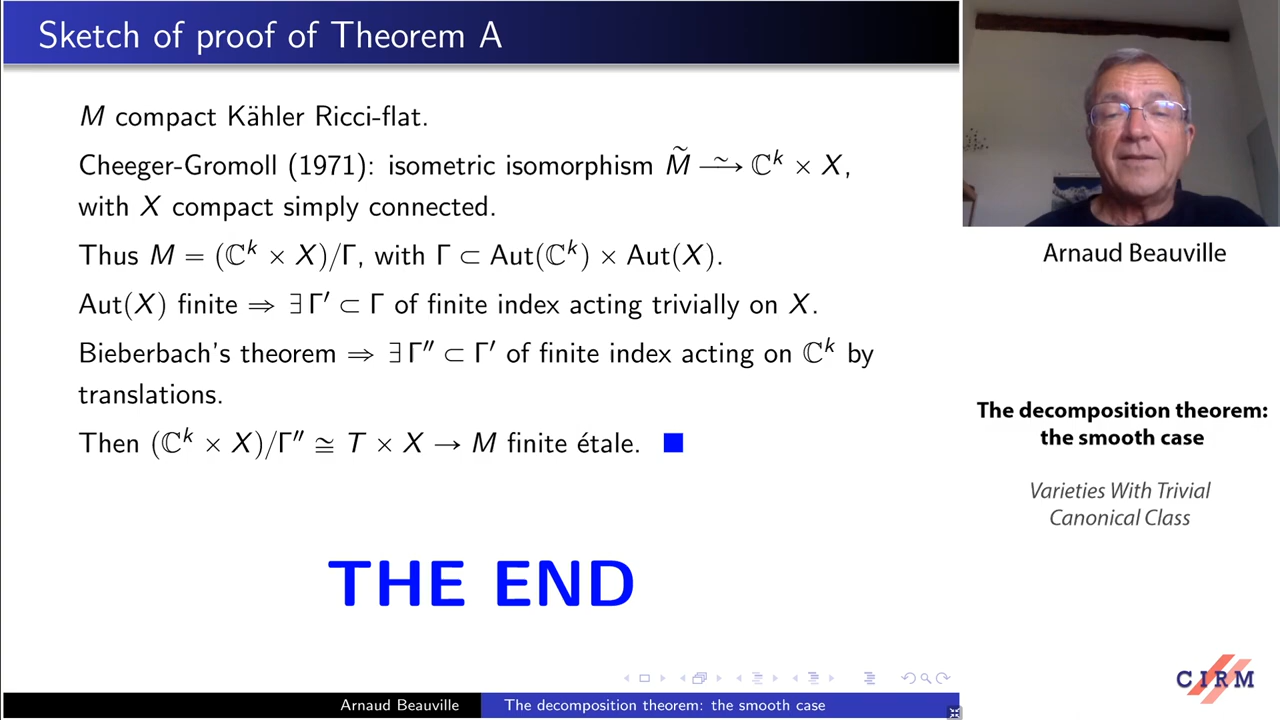 Sketch of proof of Theorem A
M compact Kähler Ricci-flat.
Cheeger-Gromoll (1971): isometric isomorphism M̃ ⥲ ℂᵏ × X,
with X compact simply connected.
Thus M = (ℂᵏ × X)/Γ, with Γ ⊂ Aut(ℂᵏ) × Aut(X).
Aut(X) finite ⇒ ∃ Γ′ ⊂ Γ of finite index acting trivially on X.
Bieberbach's theorem ⇒ ∃ Γ″ ⊂ Γ′ of finite index acting on ℂᵏ by
translations.
Then (ℂᵏ × X)/Γ″ ≅ T × X → M finite étale. ■
THE END
Arnaud Beauville
The decomposition theorem: the smooth case
Arnaud Beauville
The decomposition theorem:
the smooth case
Varieties With Trivial
Canonical Class
CIRM